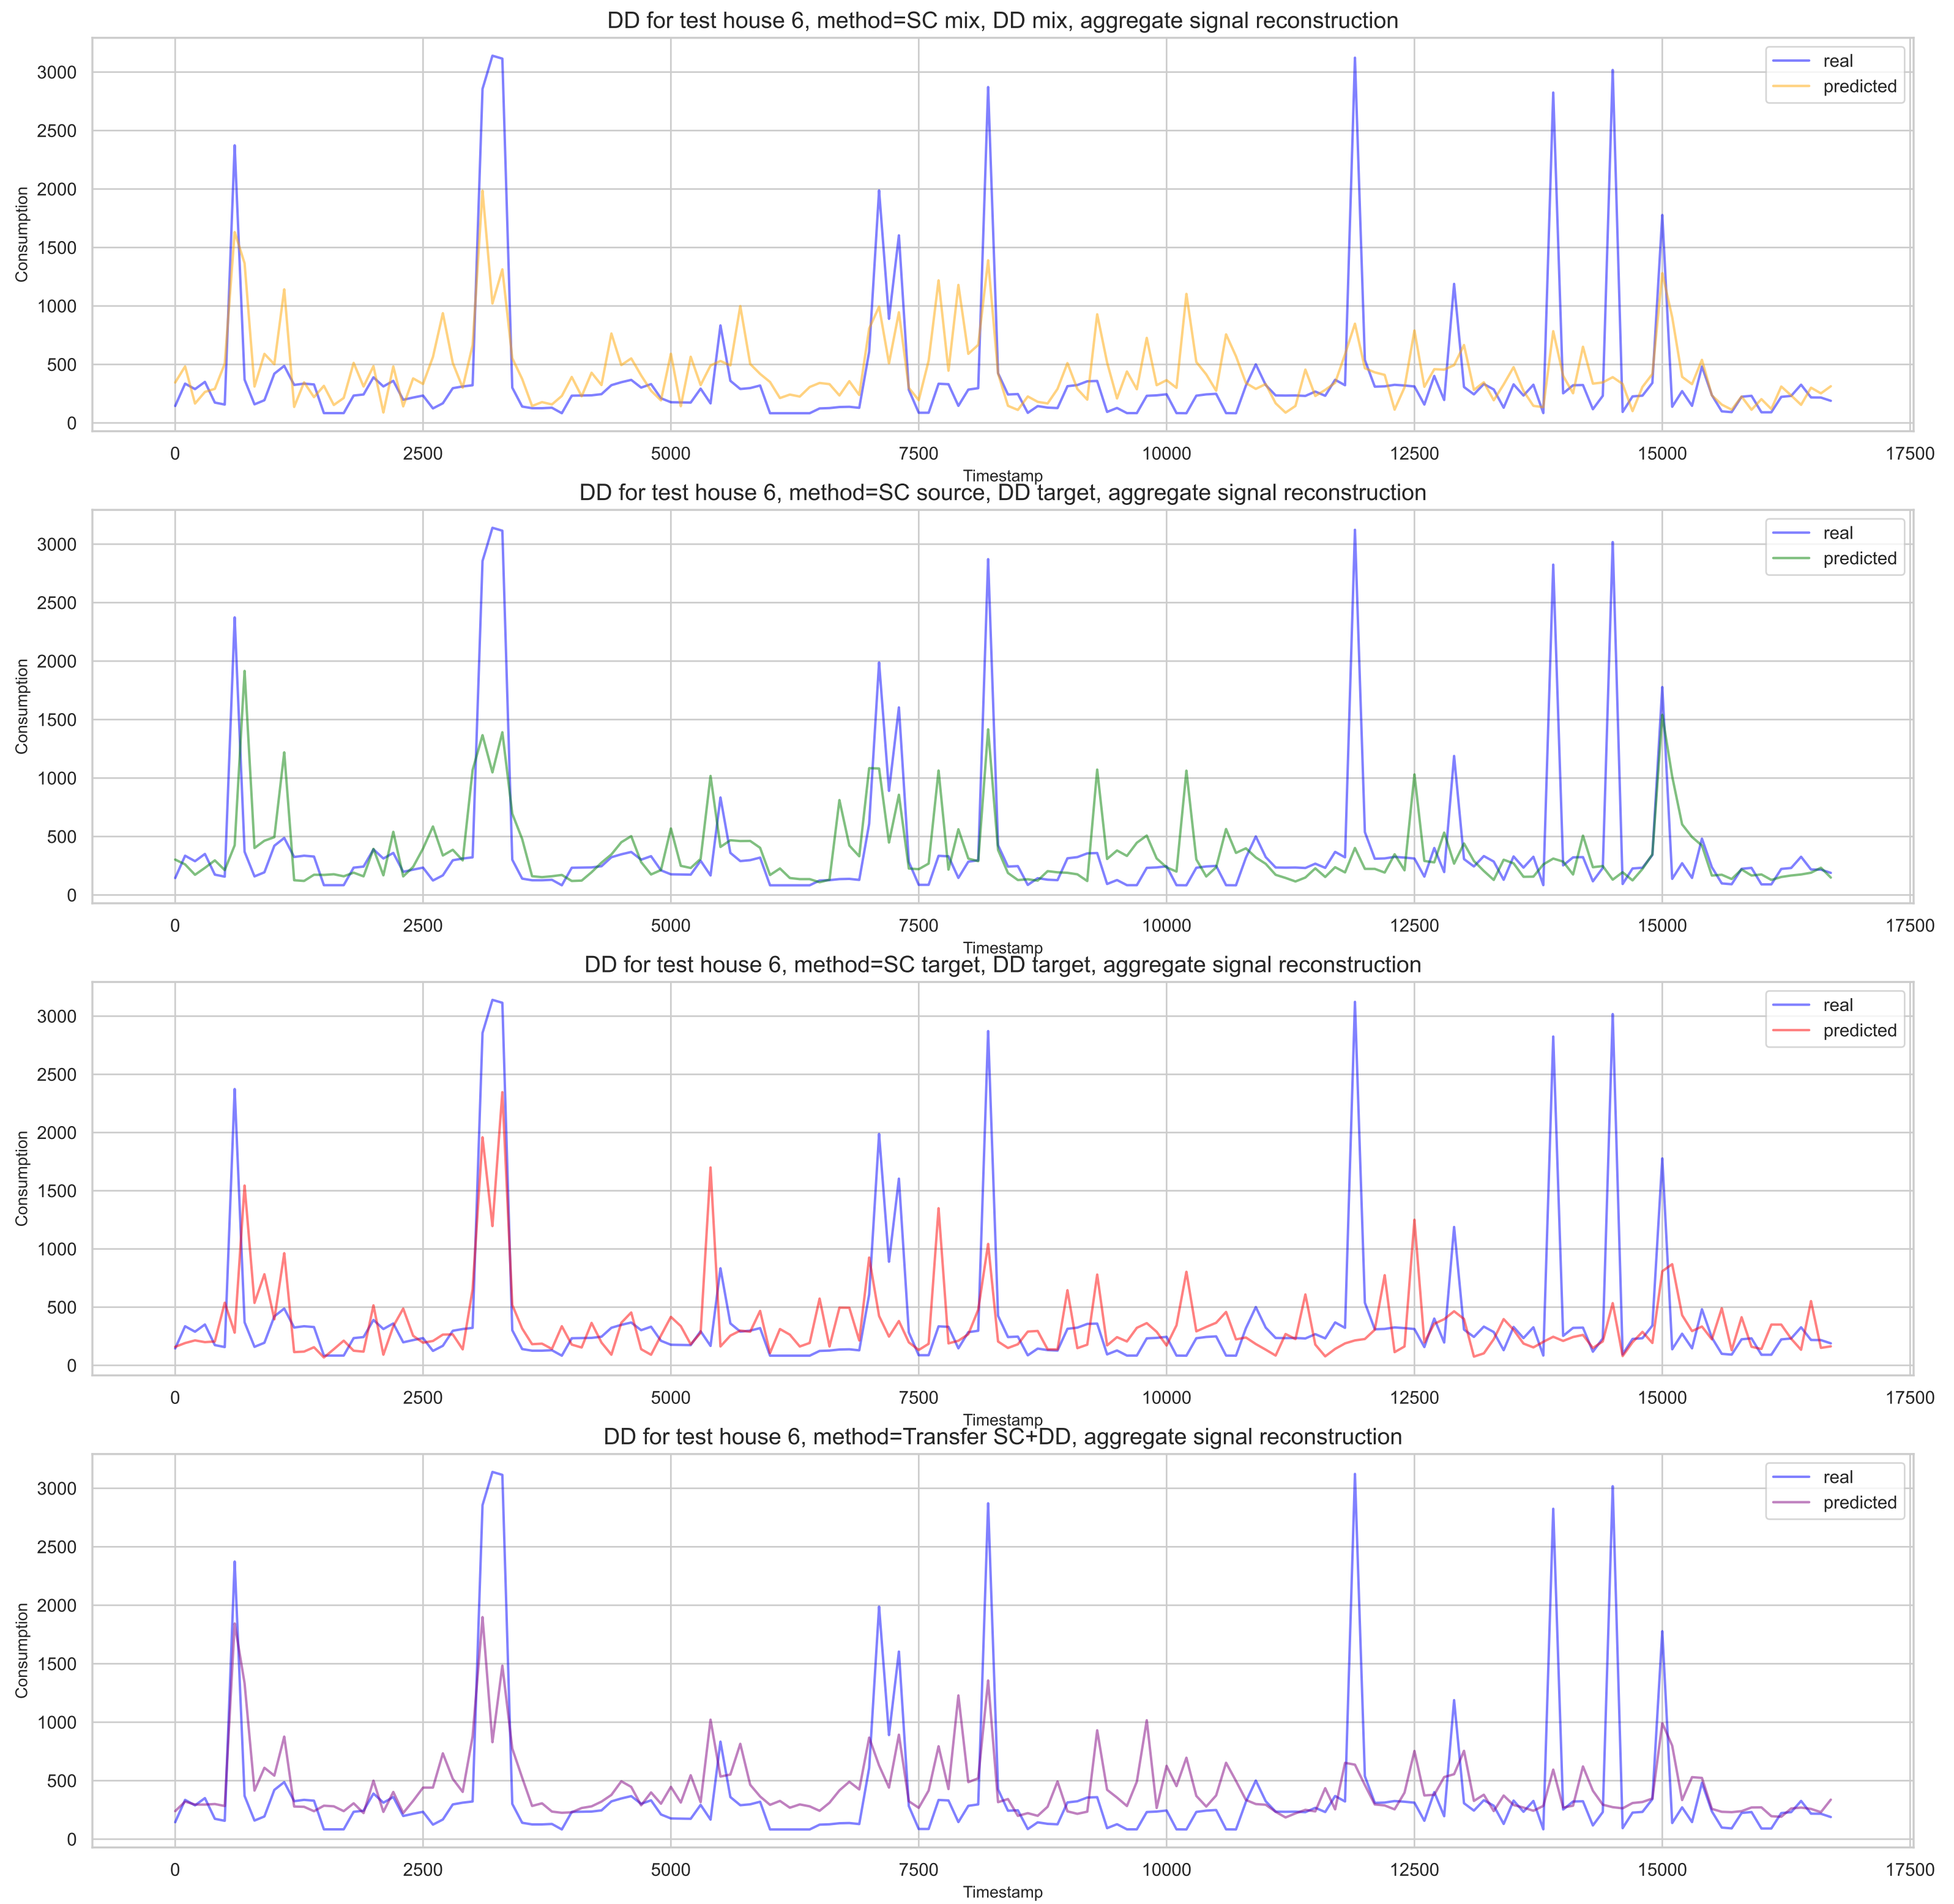 DD for test house 6, method=SC mix, DD mix, aggregate signal reconstruction
real
predicted
3000
2500
2000
1500
1000
500
0
Consumption
0 2500 5000 7500 10000 12500 15000 17500
Timestamp
DD for test house 6, method=SC source, DD target, aggregate signal reconstruction
real
predicted
3000
2500
2000
1500
1000
500
0
Consumption
0 2500 5000 7500 10000 12500 15000 17500
Timestamp
DD for test house 6, method=SC target, DD target, aggregate signal reconstruction
real
predicted
3000
2500
2000
1500
1000
500
0
Consumption
0 2500 5000 7500 10000 12500 15000 17500
Timestamp
DD for test house 6, method=Transfer SC+DD, aggregate signal reconstruction
real
predicted
3000
2500
2000
1500
1000
500
0
Consumption
0 2500 5000 7500 10000 12500 15000 17500
Timestamp